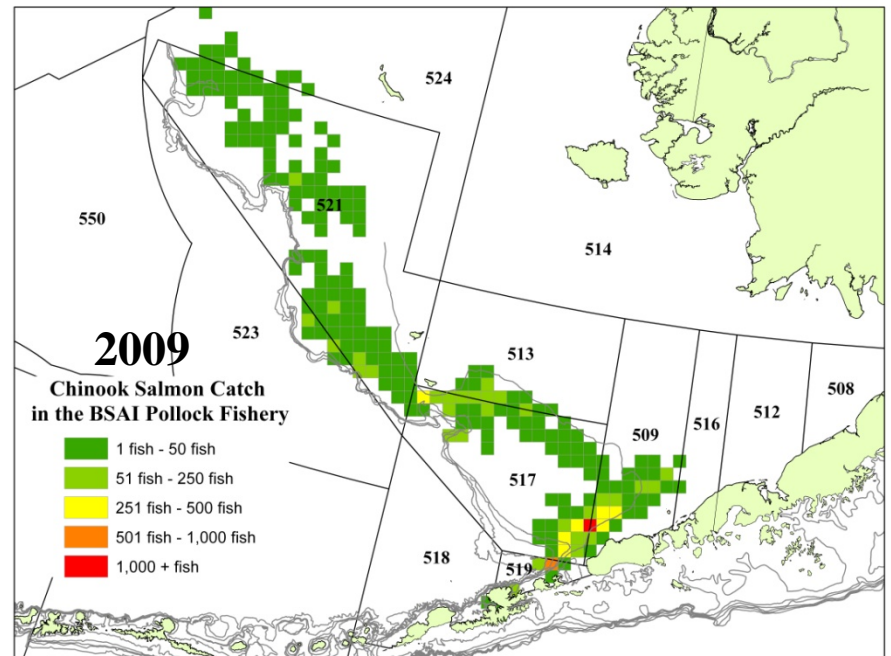 524
521
514
550
523
513
2009
Chinook Salmon Catch
in the BSAI Pollock Fishery
1 fish - 50 fish
51 fish - 250 fish
251 fish - 500 fish
501 fish - 1,000 fish
1,000 + fish
508
512
516
509
517
518
519